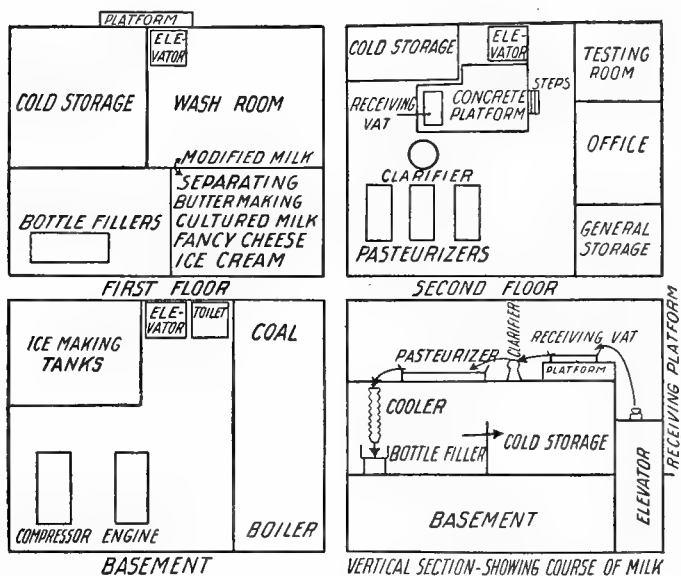 PLATFORM
ELE-
VATOR
COLD STORAGE
WASH ROOM
MODIFIED MILK
SEPARATING
BUTTERMAKING
CULTURED MILK
FANCY CHEESE
ICE CREAM
BOTTLE FILLERS
FIRST FLOOR
COLD STORAGE
ELE-
VATOR
TESTING
ROOM
RECEIVING
VAT
CONCRETE
PLATFORM
STEPS
OFFICE
CLARIFIER
PASTEURIZERS
GENERAL
STORAGE
SECOND FLOOR
ICE MAKING
TANKS
ELE-
VATOR
TOILET
COAL
COMPRESSOR
ENGINE
BOILER
BASEMENT
PASTEURIZER
CLARIFIER
RECEIVING VAT
PLATFORM
RECEIVING PLATFORM
COOLER
BOTTLE FILLER
COLD STORAGE
ELEVATOR
BASEMENT
VERTICAL SECTION-SHOWING COURSE OF MILK